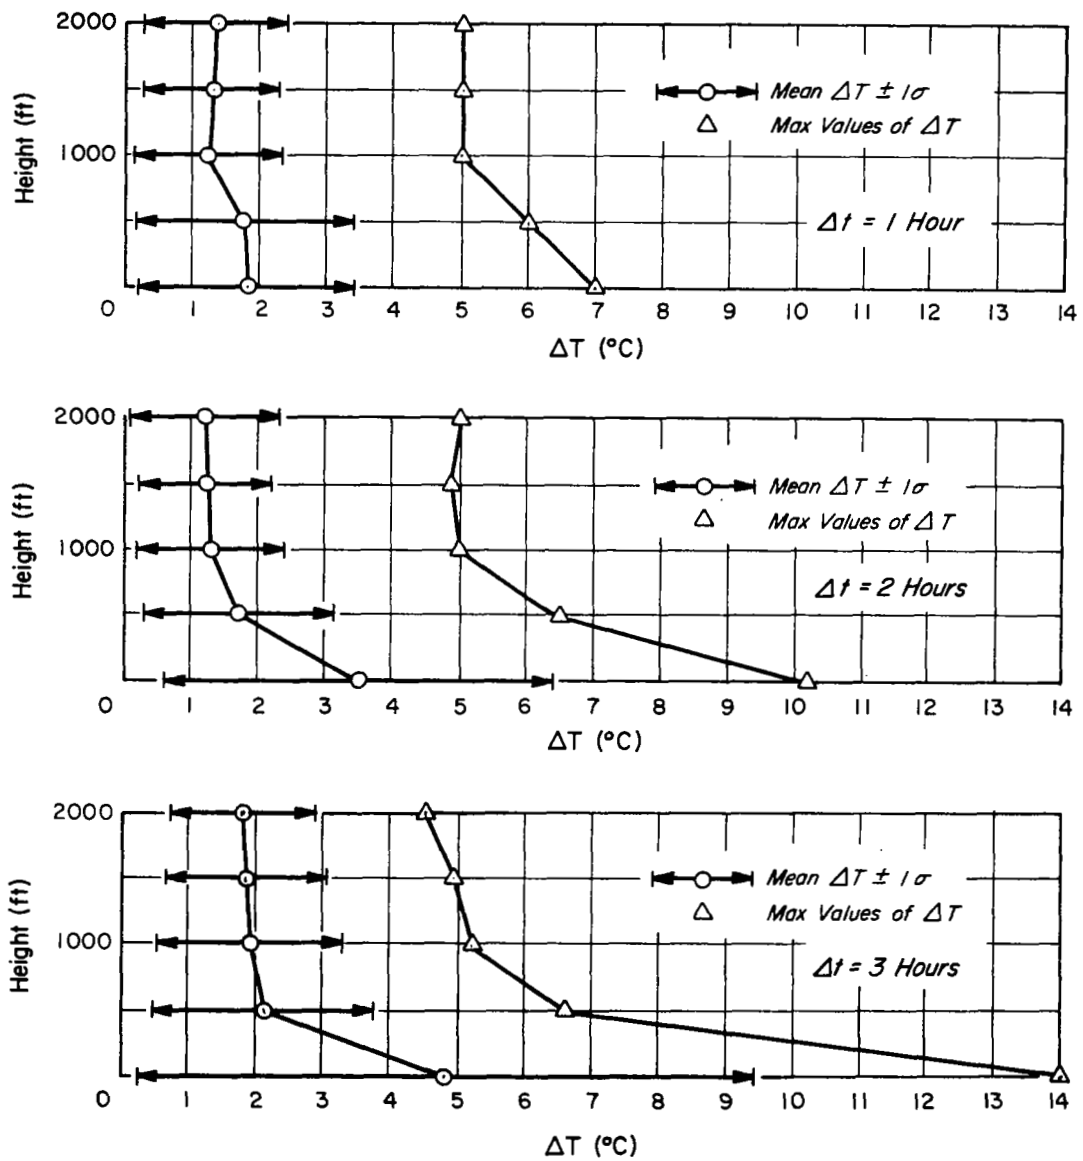 2000
Mean ΔT ± 1σ
Max Values of ΔT
Height (ft)
1000
Δt = 1 Hour
0 1 2 3 4 5 6 7 8 9 10 11 12 13 14
ΔT (°C)
2000
Mean ΔT ± 1σ
Max Values of ΔT
Height (ft)
1000
Δt = 2 Hours
0 1 2 3 4 5 6 7 8 9 10 11 12 13 14
ΔT (°C)
2000
Mean ΔT ± 1σ
Max Values of ΔT
Height (ft)
1000
Δt = 3 Hours
0 1 2 3 4 5 6 7 8 9 10 11 12 13 14
ΔT (°C)